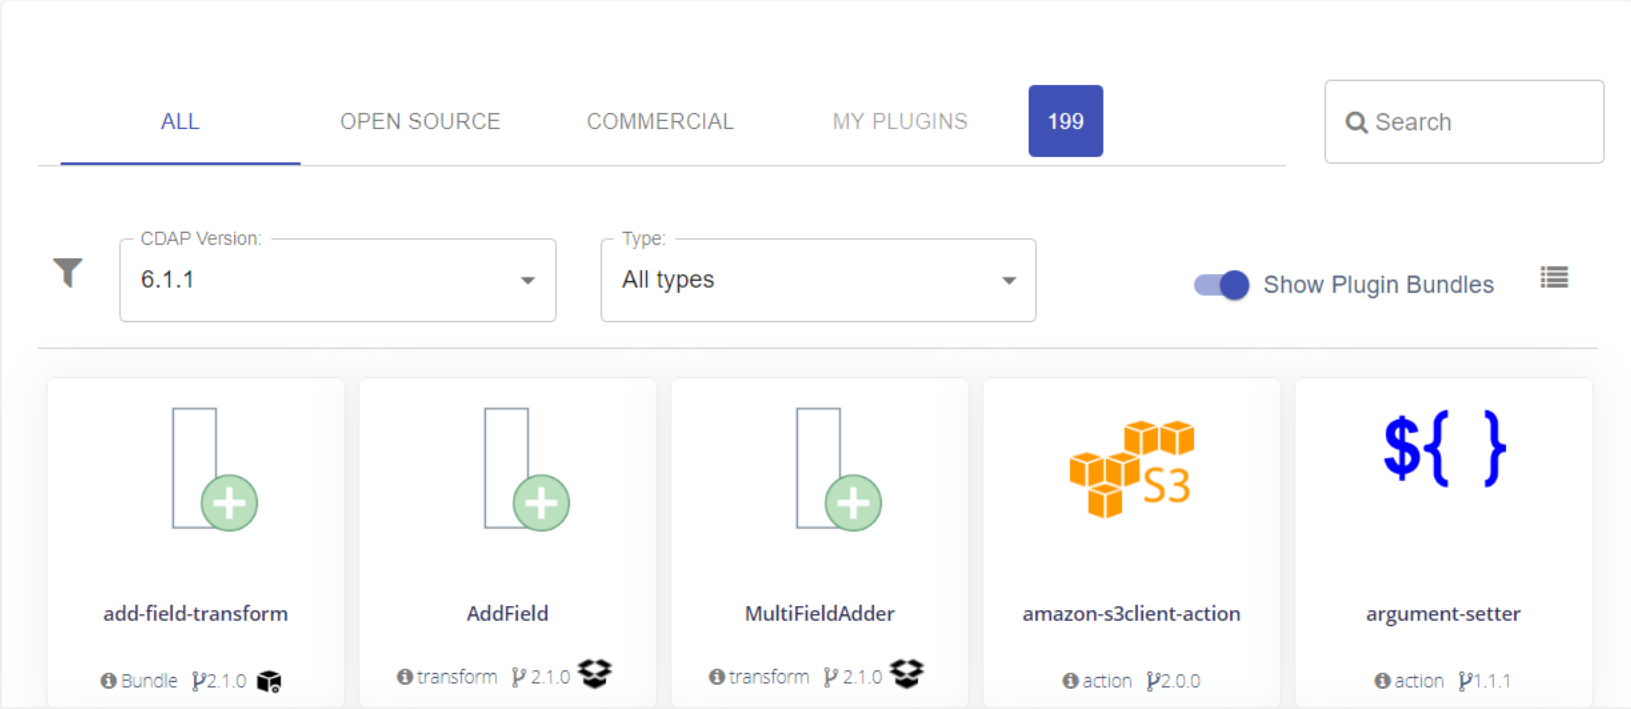 ALL OPEN SOURCE COMMERCIAL MY PLUGINS 199 Search
CDAP Version: Type:
6.1.1 All types Show Plugin Bundles
S3 ${ }
add-field-transform AddField MultiFieldAdder amazon-s3client-action argument-setter
Bundle 2.1.0 transform 2.1.0 transform 2.1.0 action 2.0.0 action 1.1.1